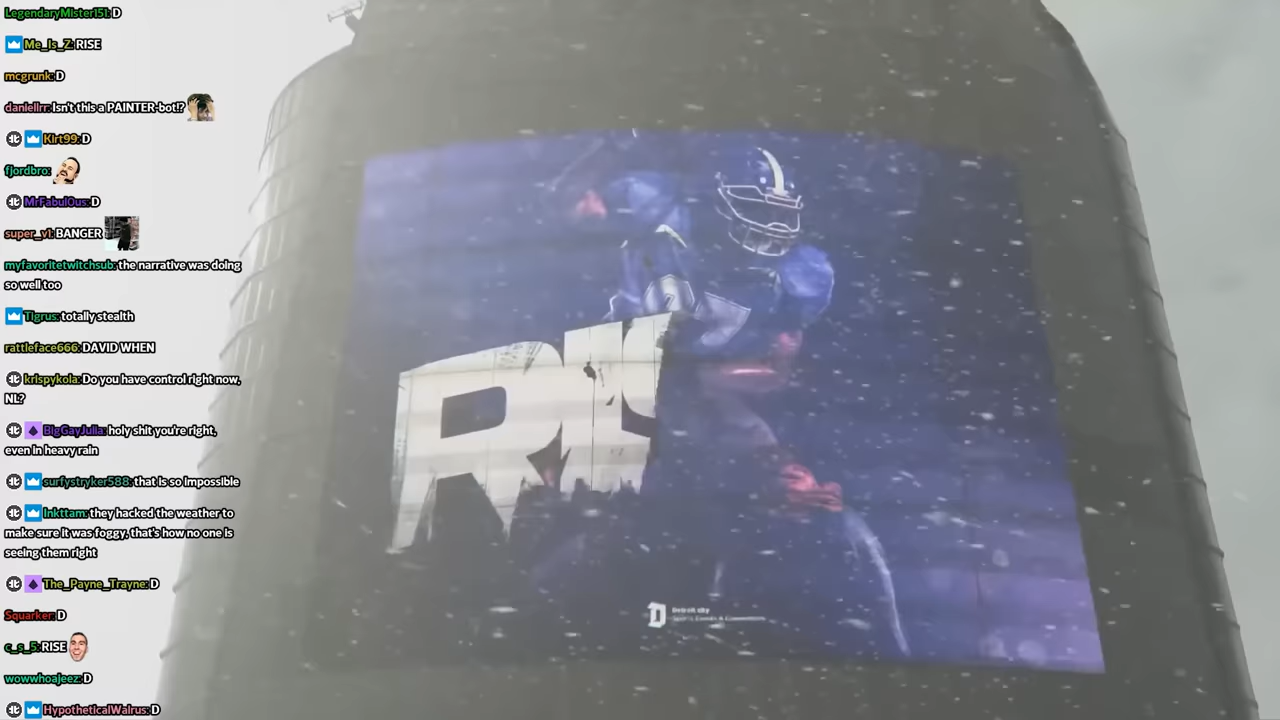 LegendaryMister151: D
Me_Is_Z: RISE
mcgrunk: D
daniellrr: Isn't this a PAINTER-bot!?
Kirt99: D
fjordbro:
MrFabul0us: D
super_vl: BANGER
myfavoritetwitchsub: the narrative was doing
so well too
Tigrus: totally stealth
rattleface666: DAVID WHEN
krispykola: Do you have control right now,
NL?
BigGayJulia: holy shit you're right,
even in heavy rain
surfystryker588: that is so impossible
Inkttam: they hacked the weather to
make sure it was foggy, that's how no one is
seeing them right
The_Payne_Trayne: D
Squarker: D
c_s_5: RISE
wowwhoajeez: D
HypotheticalWalrus: D
RIS
D
Detroit City